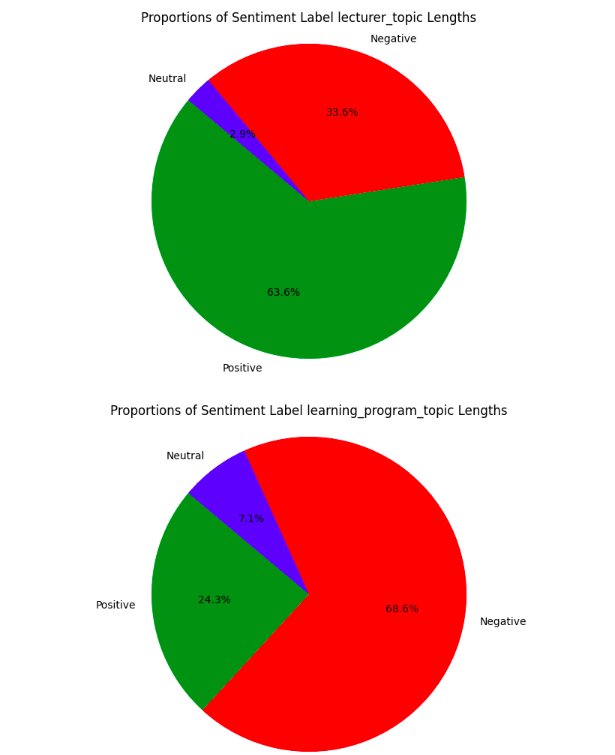 Proportions of Sentiment Label lecturer_topic Lengths
Negative
Neutral
33.6%
2.9%
63.6%
Positive
Proportions of Sentiment Label learning_program_topic Lengths
Neutral
7.1%
24.3%
Positive
68.6%
Negative